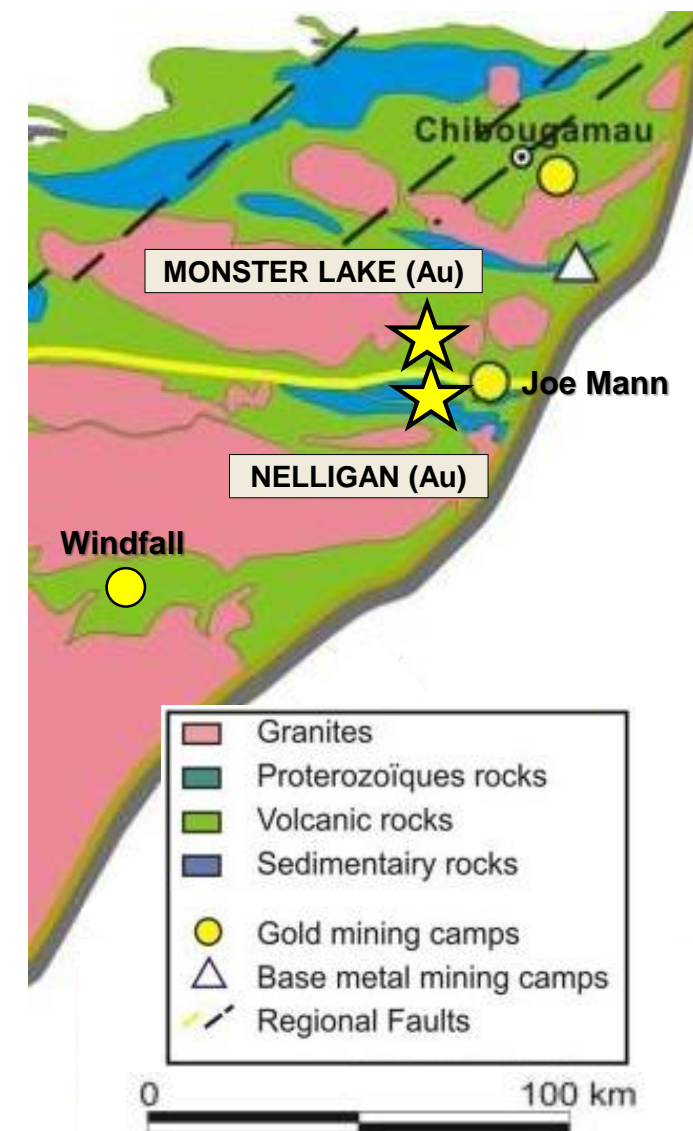 Chibougamau
MONSTER LAKE (Au)
Joe Mann
NELLIGAN (Au)
Windfall
Granites
Proterozoïques rocks
Volcanic rocks
Sedimentairy rocks
Gold mining camps
Base metal mining camps
Regional Faults
0 100 km